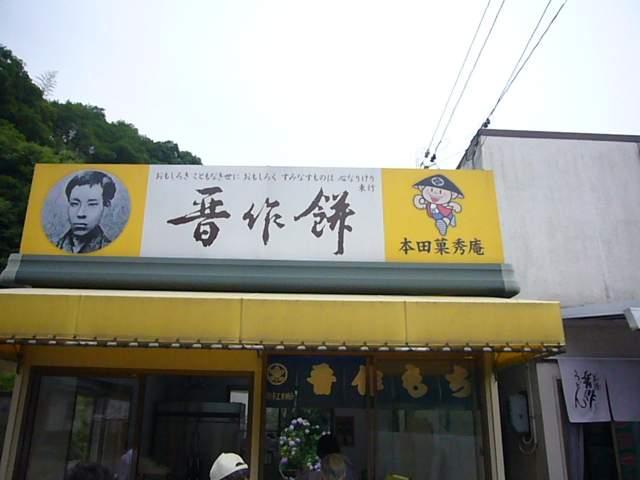 おもしろき こともなき世に おもしろく すみなすものは 心なりけり
東行
晋作餅
本田菓秀庵
晋作もち